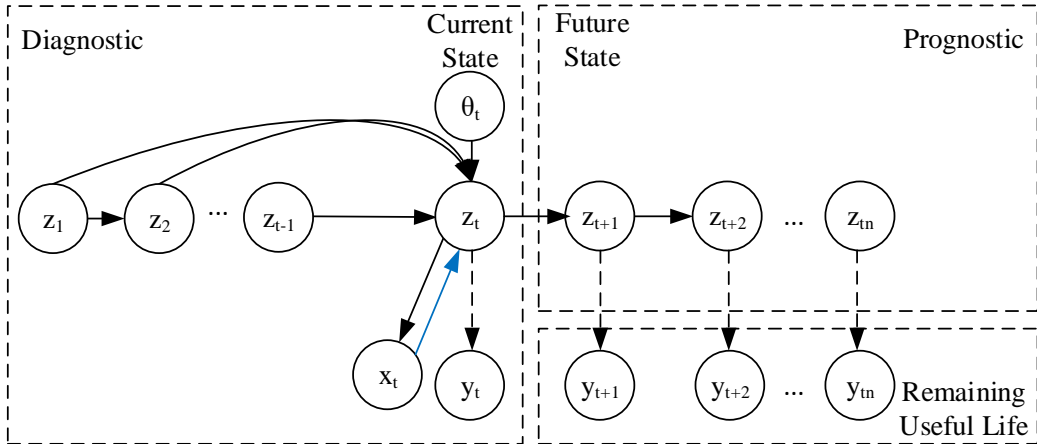 Diagnostic
Current
State
Future
State
Prognostic
θt
z1
z2
...
zt-1
zt
zt+1
zt+2
...
ztn
xt
yt
yt+1
yt+2
...
ytn
Remaining
Useful Life